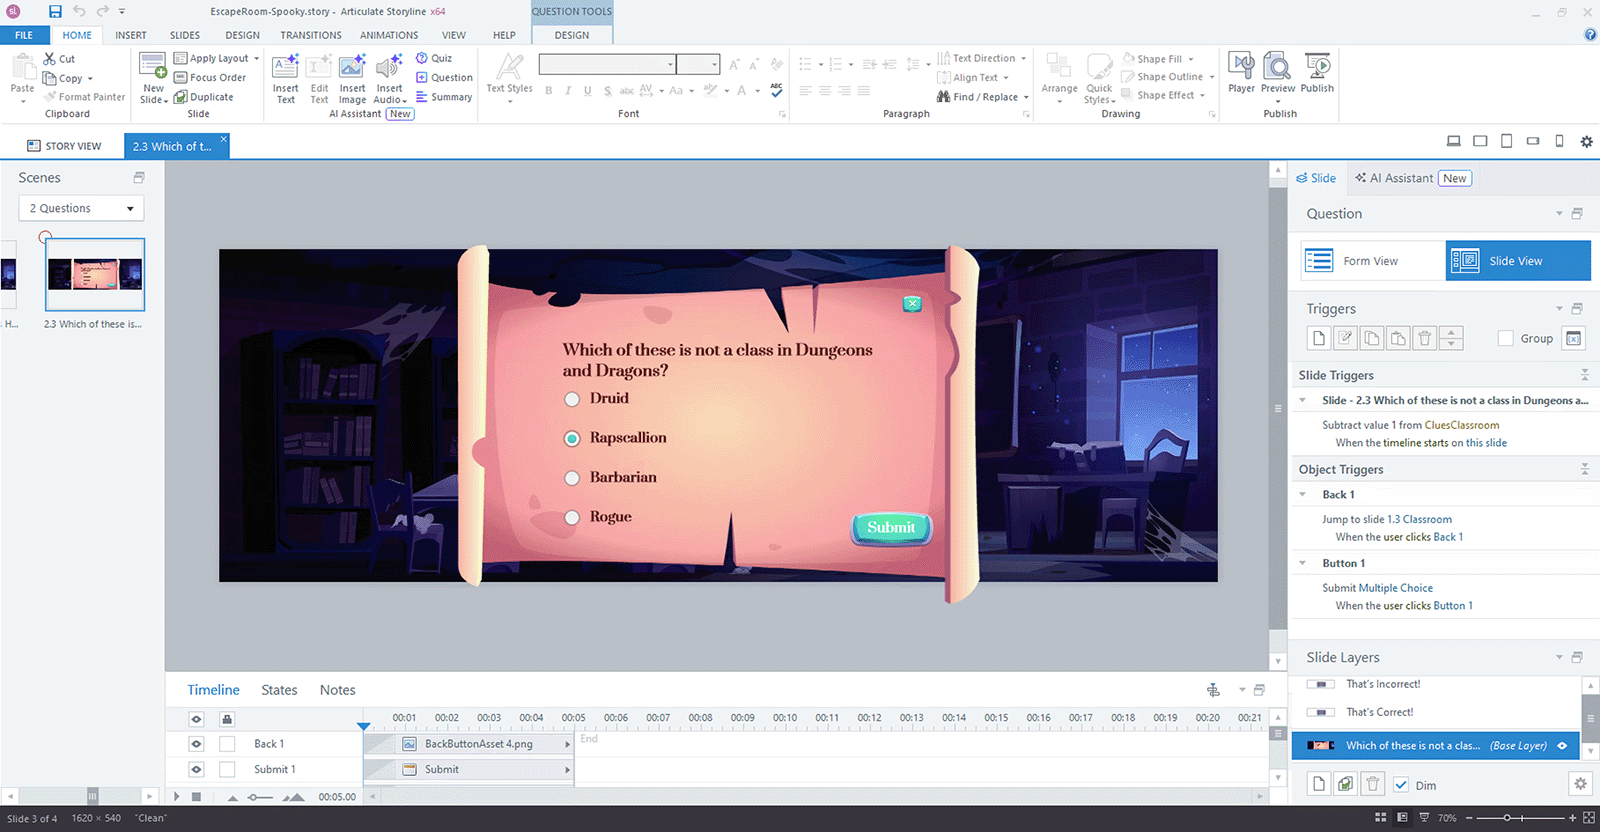 EscapeRoom-Spooky.story - Articulate Storyline x64
QUESTION TOOLS
FILE HOME INSERT SLIDES DESIGN TRANSITIONS ANIMATIONS VIEW HELP DESIGN
Paste
Cut
Copy
Format Painter
Clipboard
New
Slide
Apply Layout
Focus Order
Duplicate
Slide
Insert
Text
Edit
Text
Insert
Image
Insert
Audio
Quiz
Question
Summary
AI Assistant New
Text Styles
B I U S abc AV Aa A
ABC
Font
Text Direction
Align Text
Find / Replace
Paragraph
Arrange
Quick
Styles
Shape Fill
Shape Outline
Shape Effect
Drawing
Player
Preview
Publish
Publish
STORY VIEW
2.3 Which of t...
Scenes
2 Questions
s H...
2.3 Which of these is...
Which of these is not a class in Dungeons
and Dragons?
Druid
Rapscallion
Barbarian
Rogue
Submit
Timeline States Notes
00:01 00:02 00:03 00:04 00:05 00:06 00:07 00:08 00:09 00:10 00:11 00:12 00:13 00:14 00:15 00:16 00:17 00:18 00:19 00:20 00:21
Back 1 BackButtonAsset 4.png End
Submit 1 Submit
00:05.00
Slide AI Assistant New
Question
Form View Slide View
Triggers
Group
Slide Triggers
Slide - 2.3 Which of these is not a class in Dungeons a...
Subtract value 1 from CluesClassroom
When the timeline starts on this slide
Object Triggers
Back 1
Jump to slide 1.3 Classroom
When the user clicks Back 1
Button 1
Submit Multiple Choice
When the user clicks Button 1
Slide Layers
That's Incorrect!
That's Correct!
Which of these is not a clas... (Base Layer)
Dim
Slide 3 of 4 1620 × 540 "Clean" 70%